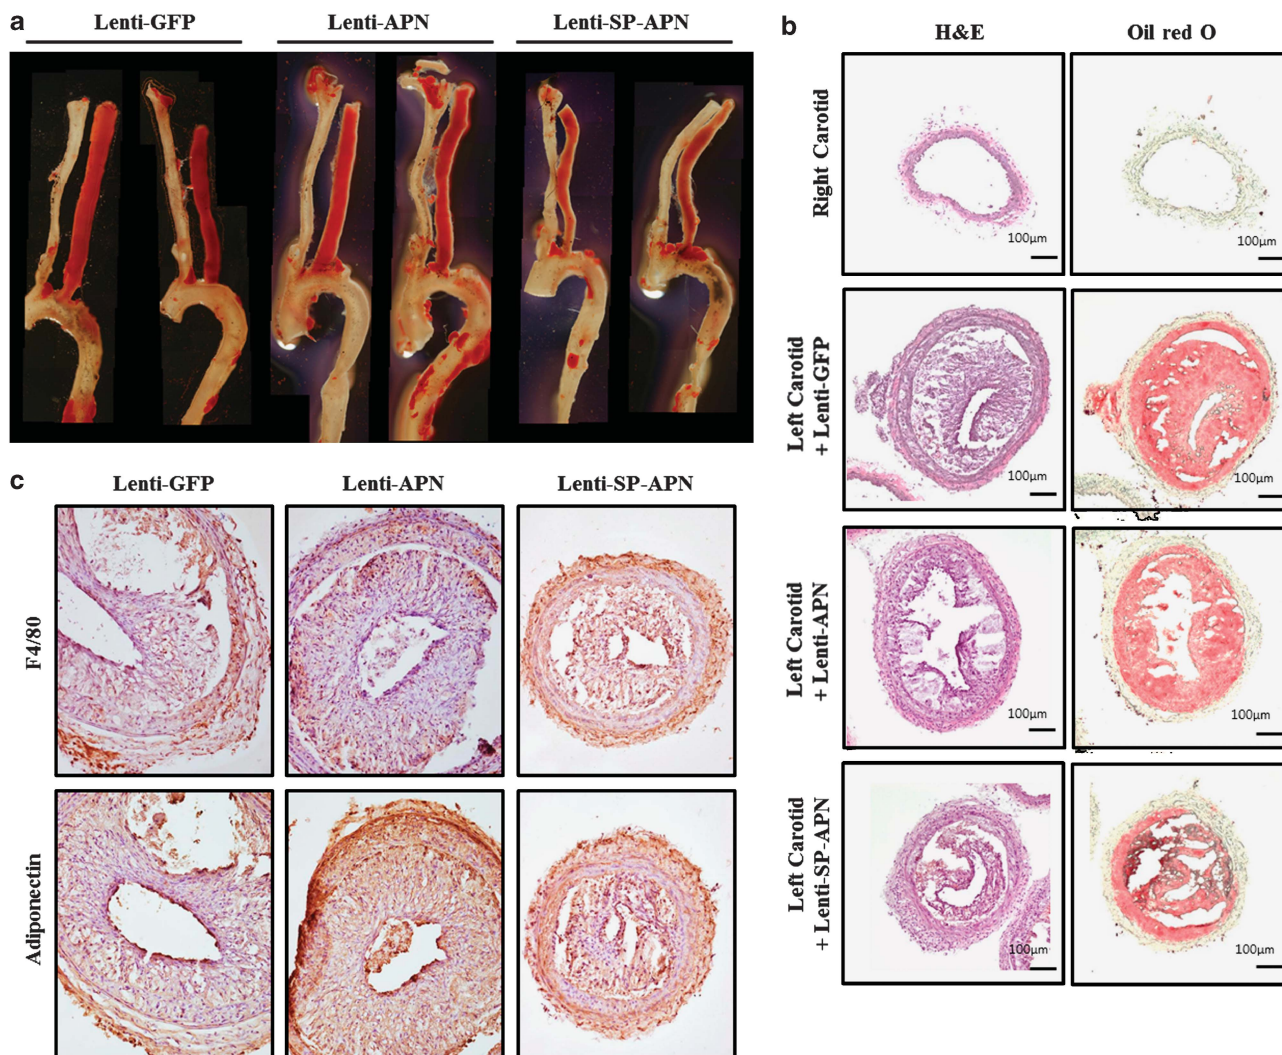 a
Lenti-GFP Lenti-APN Lenti-SP-APN
b
H&E Oil red O
Right Carotid
100μm 100μm
Left Carotid
+ Lenti-GFP
100μm 100μm
Left Carotid
+ Lenti-APN
100μm 100μm
Left Carotid
+ Lenti-SP-APN
100μm 100μm
c
Lenti-GFP Lenti-APN Lenti-SP-APN
F4/80
Adiponectin